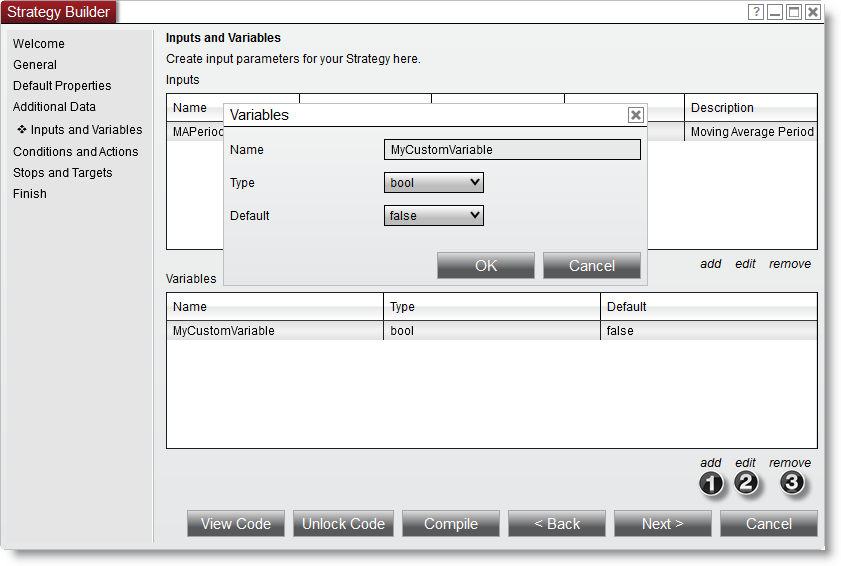 Strategy Builder
?
Welcome
General
Default Properties
Additional Data
❖ Inputs and Variables
Conditions and Actions
Stops and Targets
Finish
Inputs and Variables
Create input parameters for your Strategy here.
Inputs
Name Description
MAPerio Moving Average Period
Variables
Name MyCustomVariable
Type bool
Default false
OK Cancel
add edit remove
Variables
Name Type Default
MyCustomVariable bool false
add edit remove
1 2 3
View Code Unlock Code Compile < Back Next > Cancel